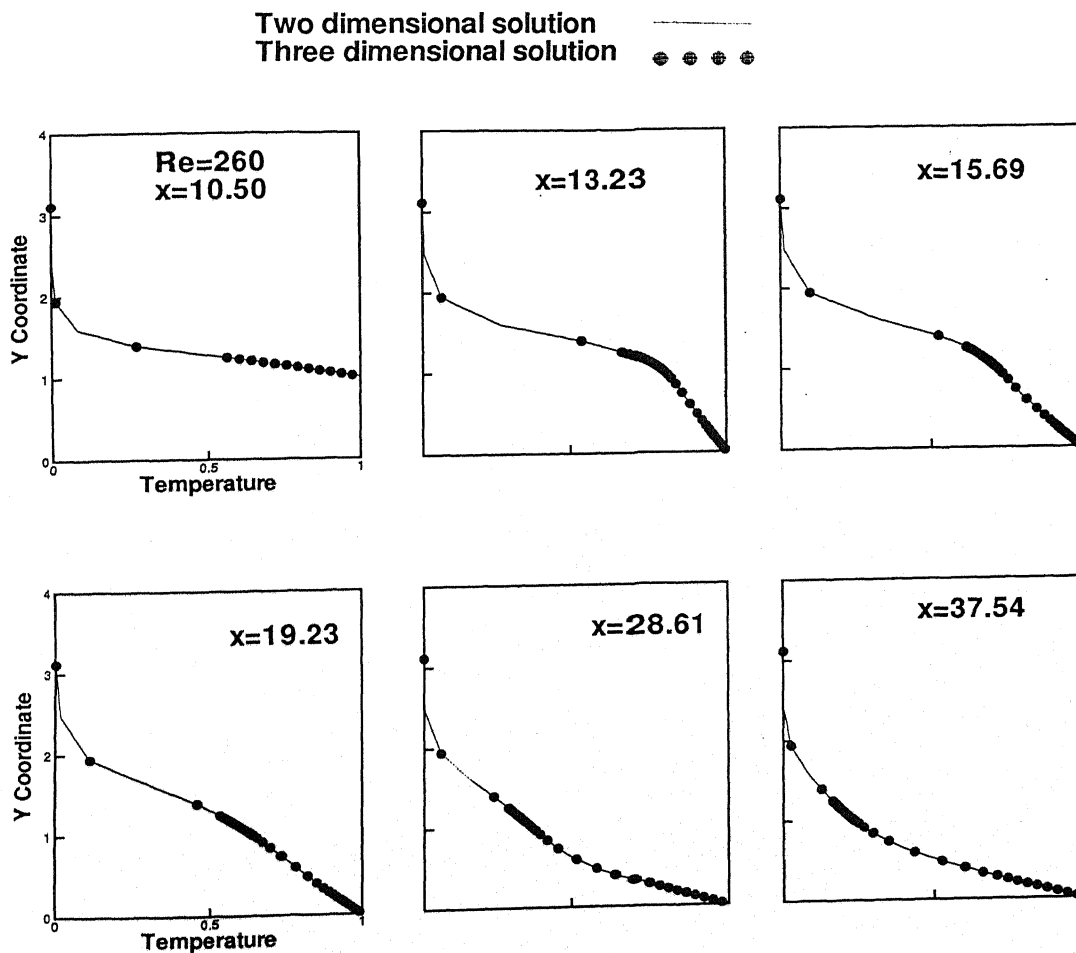 Two dimensional solution
Three dimensional solution
Re=260
x=10.50
x=13.23
x=15.69
4
3
2
1
0
Y Coordinate
0
0.5
1
Temperature
x=19.23
x=28.61
x=37.54
4
3
2
1
0
Y Coordinate
0
0.5
1
Temperature